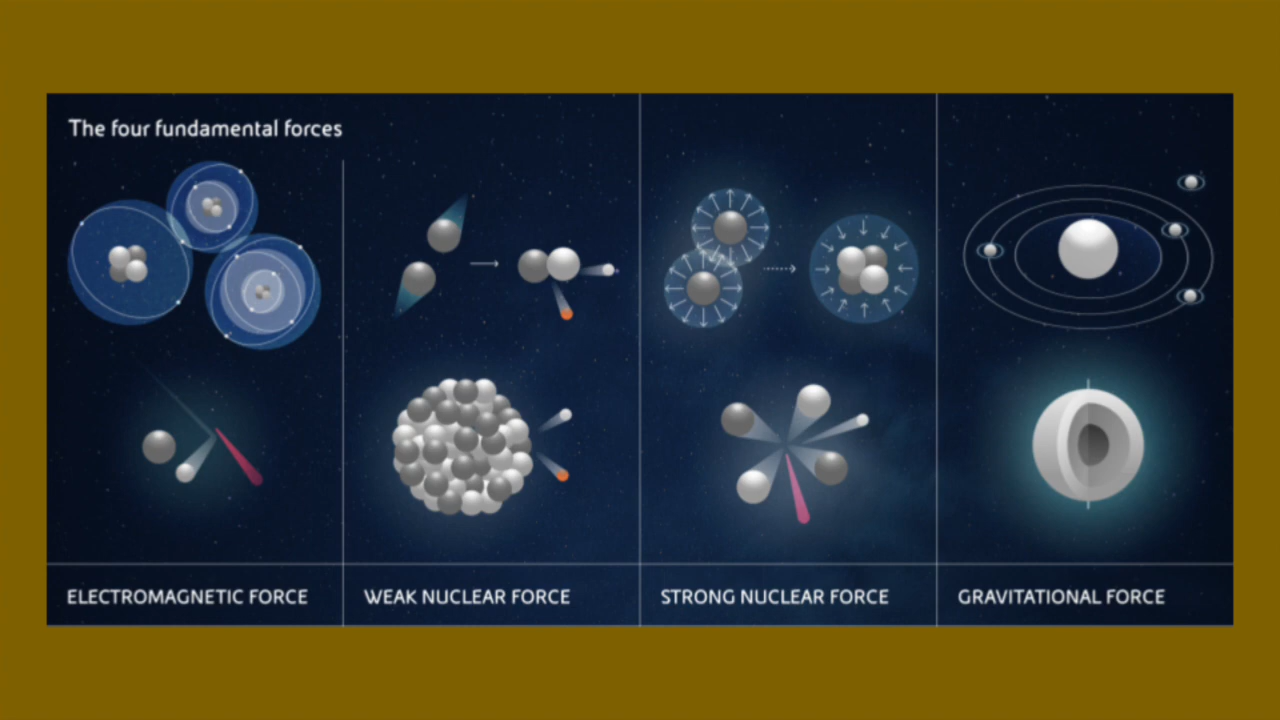 The four fundamental forces
ELECTROMAGNETIC FORCE
WEAK NUCLEAR FORCE
STRONG NUCLEAR FORCE
GRAVITATIONAL FORCE